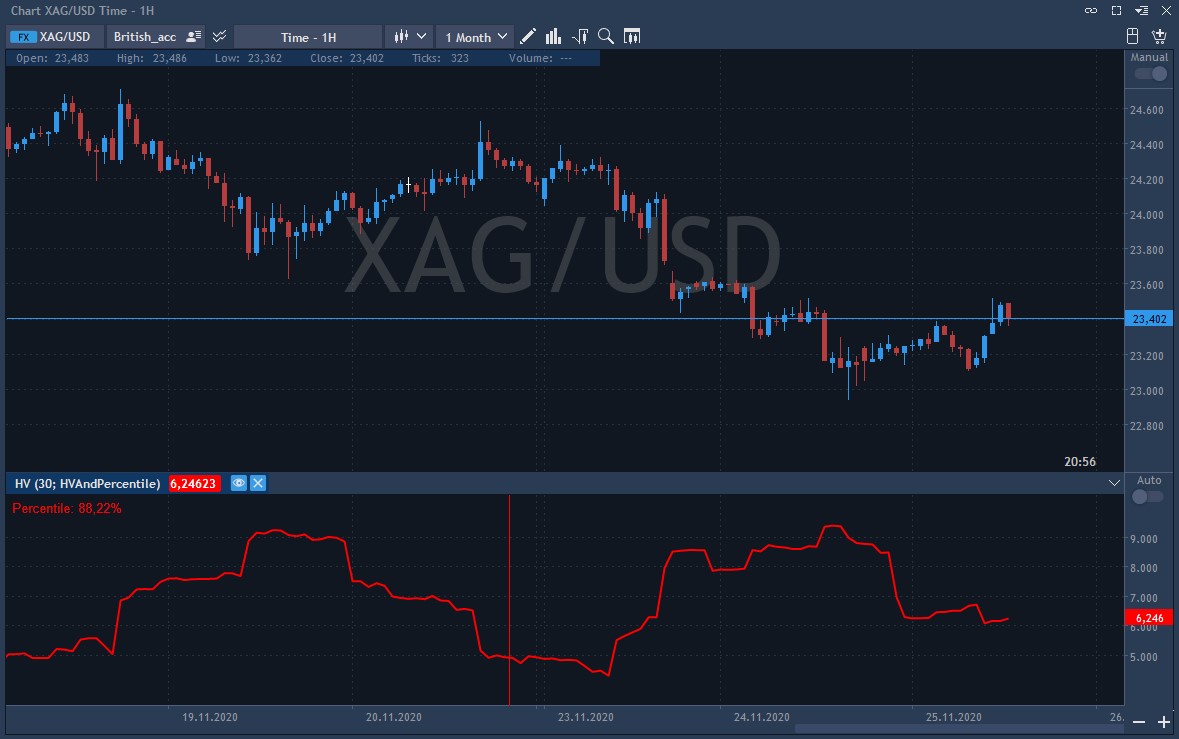 Chart XAG/USD Time - 1H
FX XAG/USD British_acc Time - 1H 1 Month
Open: 23,483 High: 23,486 Low: 23,362 Close: 23,402 Ticks: 323 Volume: ---
Manual
24.600
24.400
24.200
24.000
XAG/USD
23.800
23.600
23,402
23.200
23.000
22.800
20:56
HV (30; HVAndPercentile) 6,24623
Auto
Percentile: 88,22%
9.000
8.000
7.000
6,246
6.000
5.000
19.11.2020 20.11.2020 23.11.2020 24.11.2020 25.11.2020 26.